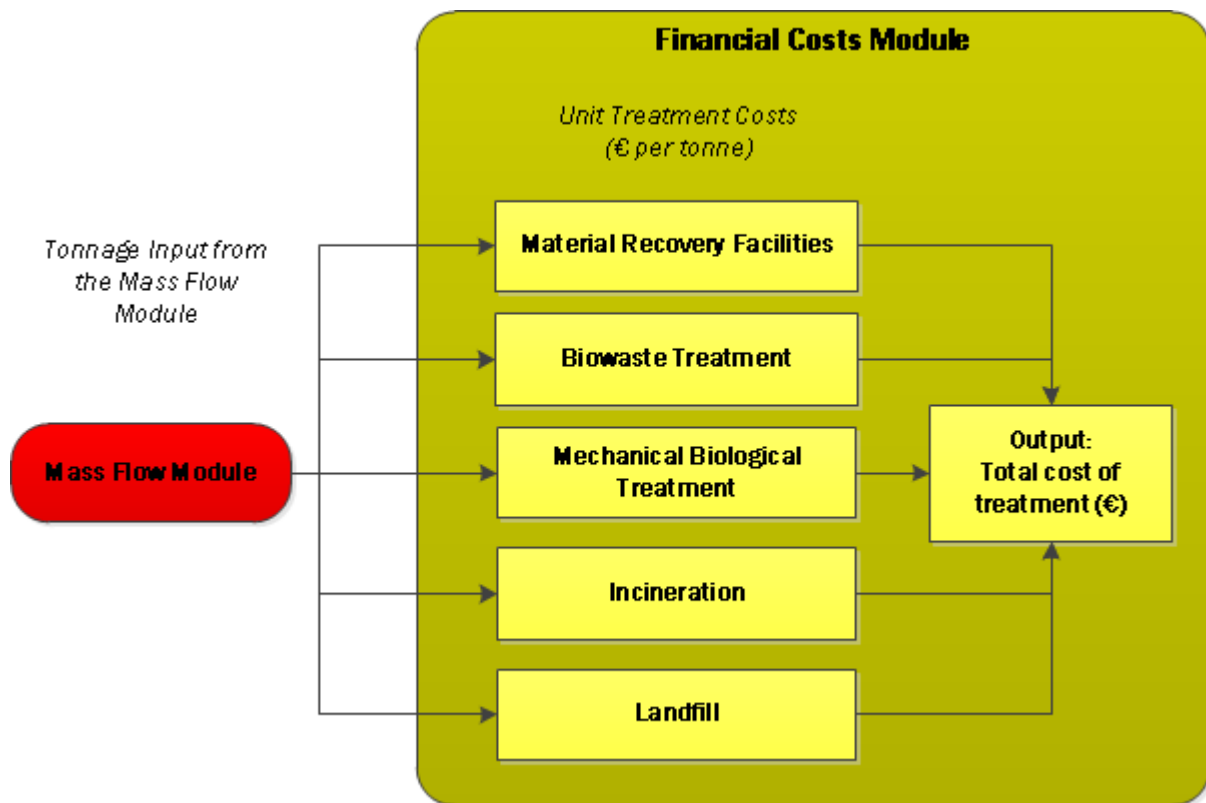 Financial Costs Module
Unit Treatment Costs
(€ per tonne)
Tonnage Input from
the Mass Flow
Module
Mass Flow Module
Material Recovery Facilities
Biowaste Treatment
Mechanical Biological
Treatment
Incineration
Landfill
Output:
Total cost of
treatment (€)